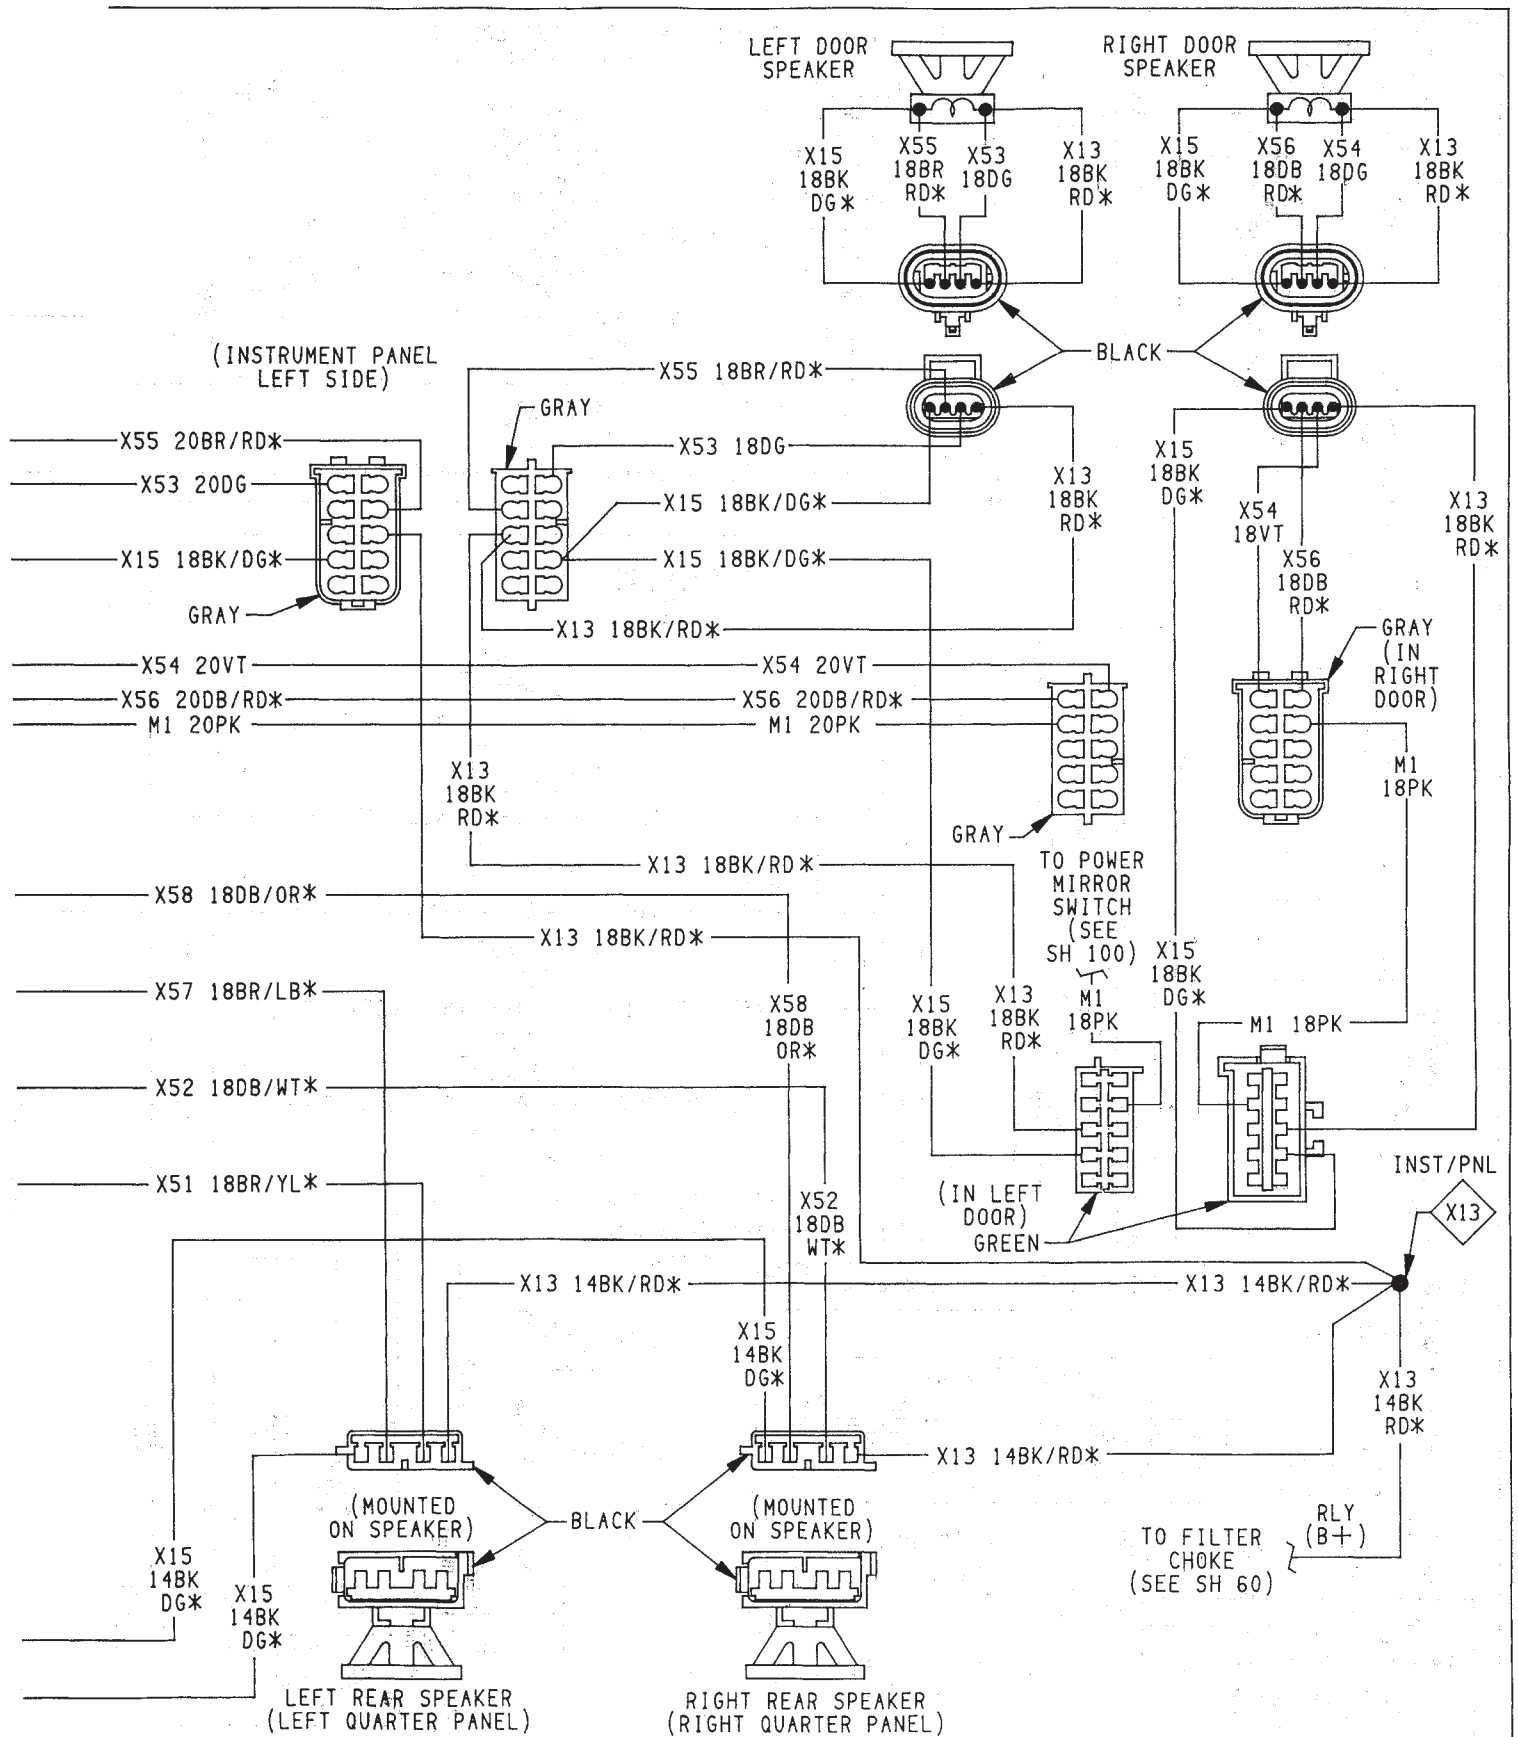 LEFT DOOR
SPEAKER
RIGHT DOOR
SPEAKER
X15
18BK
DG*
X55
18BR
RD*
X53
18DG
X13
18BK
RD*
X15
18BK
DG*
X56
18DB
RD*
X54
18DG
X13
18BK
RD*
BLACK
(INSTRUMENT PANEL
LEFT SIDE)
X55 18BR/RD*
GRAY
X55 20BR/RD*
X53 18DG
X53 20DG
X15 18BK/DG*
X13
18BK
RD*
X15
18BK
DG*
X54
18VT
X13
18BK
RD*
X15 18BK/DG*
X15 18BK/DG*
X56
18DB
RD*
GRAY
X13 18BK/RD*
GRAY
(IN
RIGHT
DOOR)
X54 20VT
X54 20VT
X56 20DB/RD*
X56 20DB/RD*
M1 20PK
M1 20PK
X13
18BK
RD*
M1
18PK
GRAY
X13 18BK/RD*
TO POWER
MIRROR
SWITCH
(SEE
SH 100)
X58 18DB/OR*
X13 18BK/RD*
X15
18BK
DG*
X57 18BR/LB*
X58
18DB
OR*
X15
18BK
DG*
X13
18BK
RD*
M1
18PK
M1 18PK
X52 18DB/WT*
X51 18BR/YL*
X52
18DB
WT*
(IN LEFT
DOOR)
GREEN
INST/PNL
X13
X13 14BK/RD*
X13 14BK/RD*
X15
14BK
DG*
X13
14BK
RD*
X13 14BK/RD*
(MOUNTED
ON SPEAKER)
BLACK
(MOUNTED
ON SPEAKER)
RLY
(B+)
TO FILTER
CHOKE
(SEE SH 60)
X15
14BK
DG*
X15
14BK
DG*
LEFT REAR SPEAKER
(LEFT QUARTER PANEL)
RIGHT REAR SPEAKER
(RIGHT QUARTER PANEL)